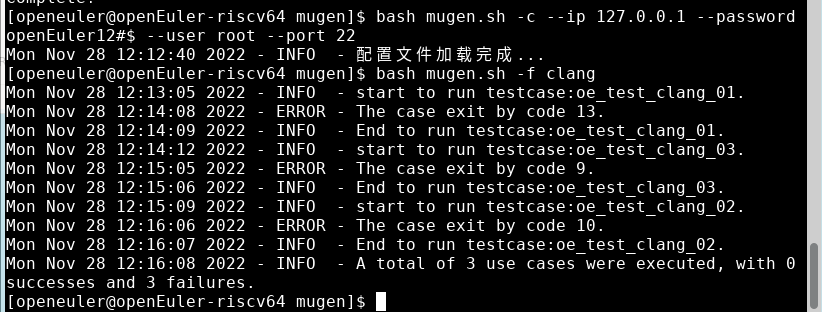 [openeuler@openEuler-riscv64 mugen]$ bash mugen.sh -c --ip 127.0.0.1 --password
openEuler12#$ --user root --port 22
Mon Nov 28 12:12:40 2022 - INFO  - 配置文件加载完成...
[openeuler@openEuler-riscv64 mugen]$ bash mugen.sh -f clang
Mon Nov 28 12:13:05 2022 - INFO  - start to run testcase:oe_test_clang_01.
Mon Nov 28 12:14:08 2022 - ERROR - The case exit by code 13.
Mon Nov 28 12:14:09 2022 - INFO  - End to run testcase:oe_test_clang_01.
Mon Nov 28 12:14:12 2022 - INFO  - start to run testcase:oe_test_clang_03.
Mon Nov 28 12:15:05 2022 - ERROR - The case exit by code 9.
Mon Nov 28 12:15:06 2022 - INFO  - End to run testcase:oe_test_clang_03.
Mon Nov 28 12:15:09 2022 - INFO  - start to run testcase:oe_test_clang_02.
Mon Nov 28 12:16:06 2022 - ERROR - The case exit by code 10.
Mon Nov 28 12:16:07 2022 - INFO  - End to run testcase:oe_test_clang_02.
Mon Nov 28 12:16:08 2022 - INFO  - A total of 3 use cases were executed, with 0
successes and 3 failures.
[openeuler@openEuler-riscv64 mugen]$